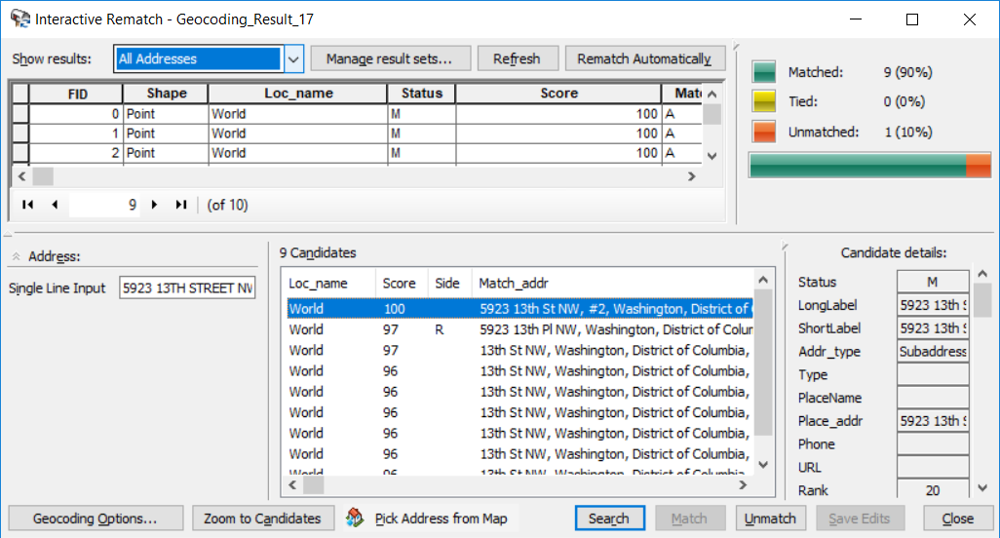 Interactive Rematch - Geocoding_Result_17
Show results: All Addresses Manage result sets... Refresh Rematch Automatically
FID Shape Loc_name Status Score
0 Point World M 100 A
1 Point World M 100 A
2 Point World M 100 A
9 (of 10)
Matched: 9 (90%)
Tied: 0 (0%)
Unmatched: 1 (10%)
Address:
Single Line Input 5923 13TH STREET NW
9 Candidates
Loc_name Score Side Match_addr
World 100 5923 13th St NW, #2, Washington, District of
World 97 R 5923 13th Pl NW, Washington, District of
World 97 13th St NW, Washington, District of Columbia,
World 96 13th St NW, Washington, District of Columbia,
World 96 13th St NW, Washington, District of Columbia,
World 96 13th St NW, Washington, District of Columbia,
World 96 13th St NW, Washington, District of Columbia,
World 96 13th St NW, Washington, District of Columbia,
World 96 13th St NW, Washington, District of Columbia,
Candidate details:
Status M
LongLabel 5923 13th
ShortLabel 5923 13th
Addr_type Subaddress
Type
PlaceName
Place_addr 5923 13th
Phone
URL
Rank 20
Geocoding Options... Zoom to Candidates Pick Address from Map Search Match Unmatch Save Edits Close